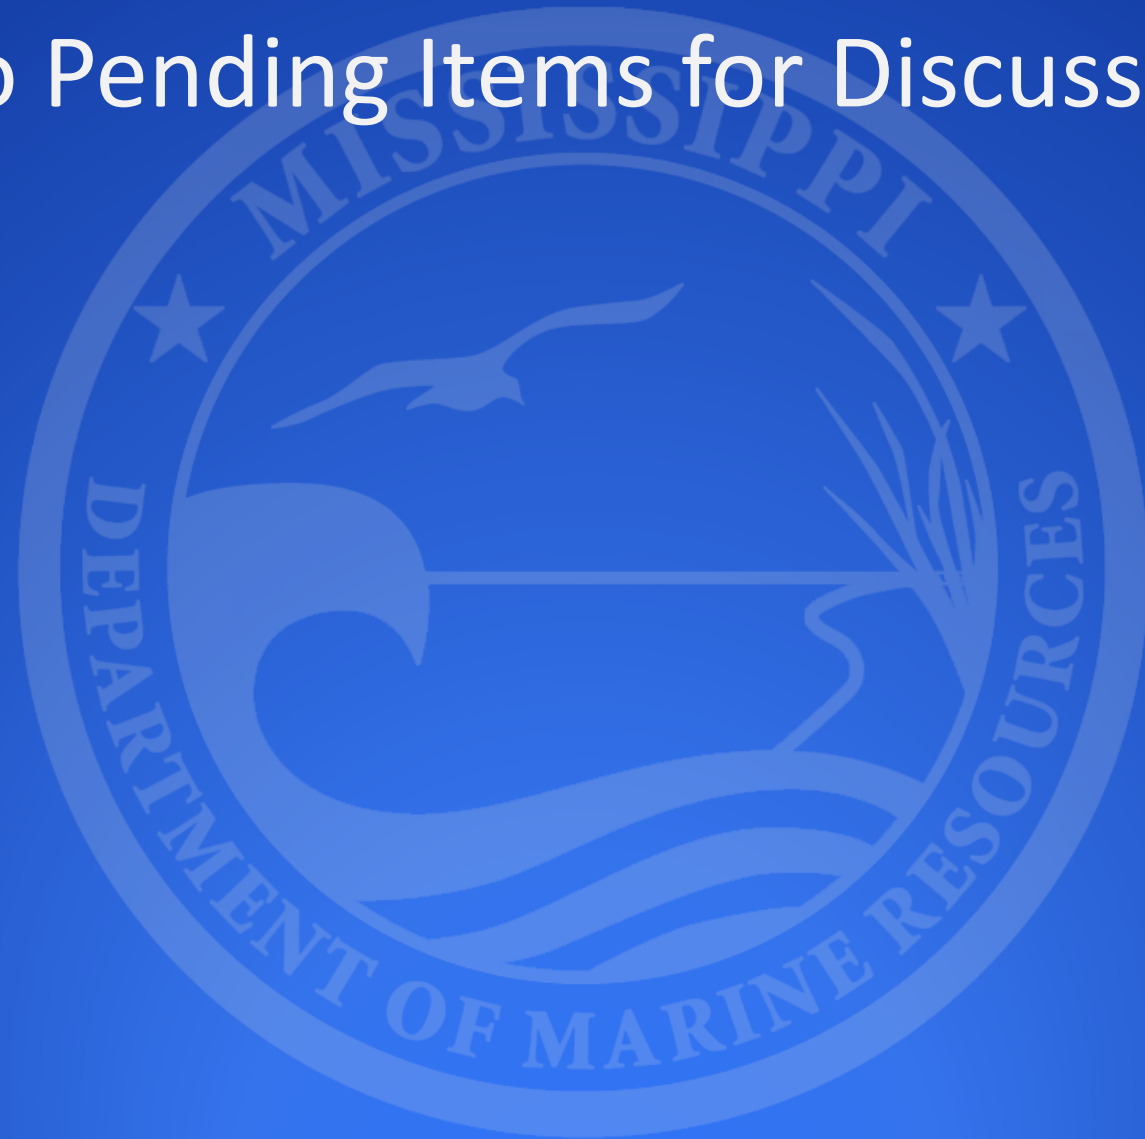 Pending Items for Discuss
MISSISSIPPI
DEPARTMENT OF MARINE RESOURCES